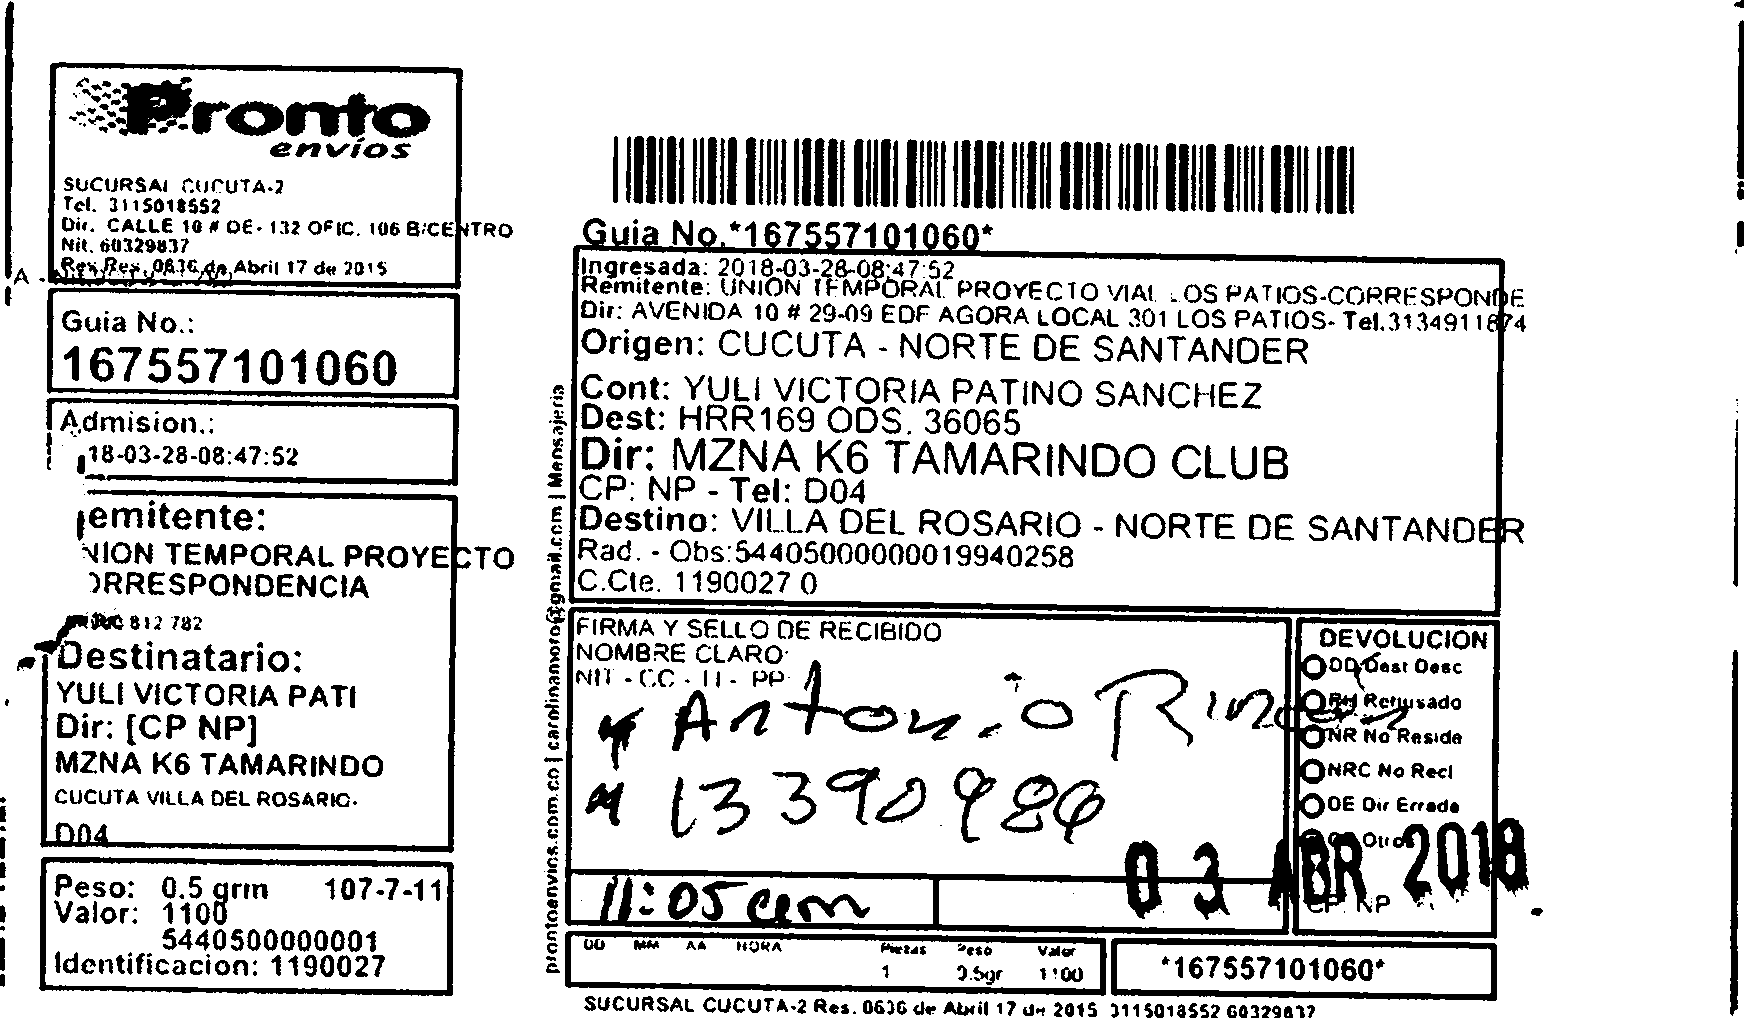 Pronto
envíos
SUCURSAL CUCUTA-2
Tel. 3115018552
Dir. CALLE 10 # OE- 132 OFIC. 106 B/CENTRO
Nit. 60329837
Res. 0636 de Abril 17 de 2015
Guia No.:
167557101060
Admision.:
18-03-28-08:47:52
emitente:
NION TEMPORAL PROYECTO
ORRESPONDENCIA
812 782
Destinatario:
YULI VICTORIA PATI
Dir: [CP NP]
MZNA K6 TAMARINDO
CUCUTA VILLA DEL ROSARIO-
D04
Peso: 0.5 grm 107-7-11
Valor: 1100
5440500000001
Identificacion: 1190027
Guia No.*167557101060*
Ingresada: 2018-03-28-08:47:52
Remitente: UNION TEMPORAL PROYECTO VIAL LOS PATIOS-CORRESPONDE
Dir: AVENIDA 10 # 29-09 EDF AGORA LOCAL 301 LOS PATIOS- Tel.3134911874
Origen: CUCUTA - NORTE DE SANTANDER
Cont: YULI VICTORIA PATINO SANCHEZ
Dest: HRR169 ODS. 36065
Dir: MZNA K6 TAMARINDO CLUB
CP: NP - Tel: D04
Destino: VILLA DEL ROSARIO - NORTE DE SANTANDER
Rad. - Obs:54405000000019940258
C.Cte. 1190027 0
prontoenvios.com.co | carolinamoro@gmail.com | Mensajeria
FIRMA Y SELLO DE RECIBIDO
NOMBRE CLARO:
NIT - CC - TI - PP
Antonio
11:05 am
DEVOLUCION
DD Dest Desc
RH Rehusado
NR No Reside
NRC No Recl
DE Dir Errada
Otros
03 ABR 2018
CP: NP
DD MM AA HORA Piezas Peso Valor
1 0.5gr 1100
*167557101060*
SUCURSAL CUCUTA-2 Res. 0636 de Abril 17 de 2015 3115018552 60329837